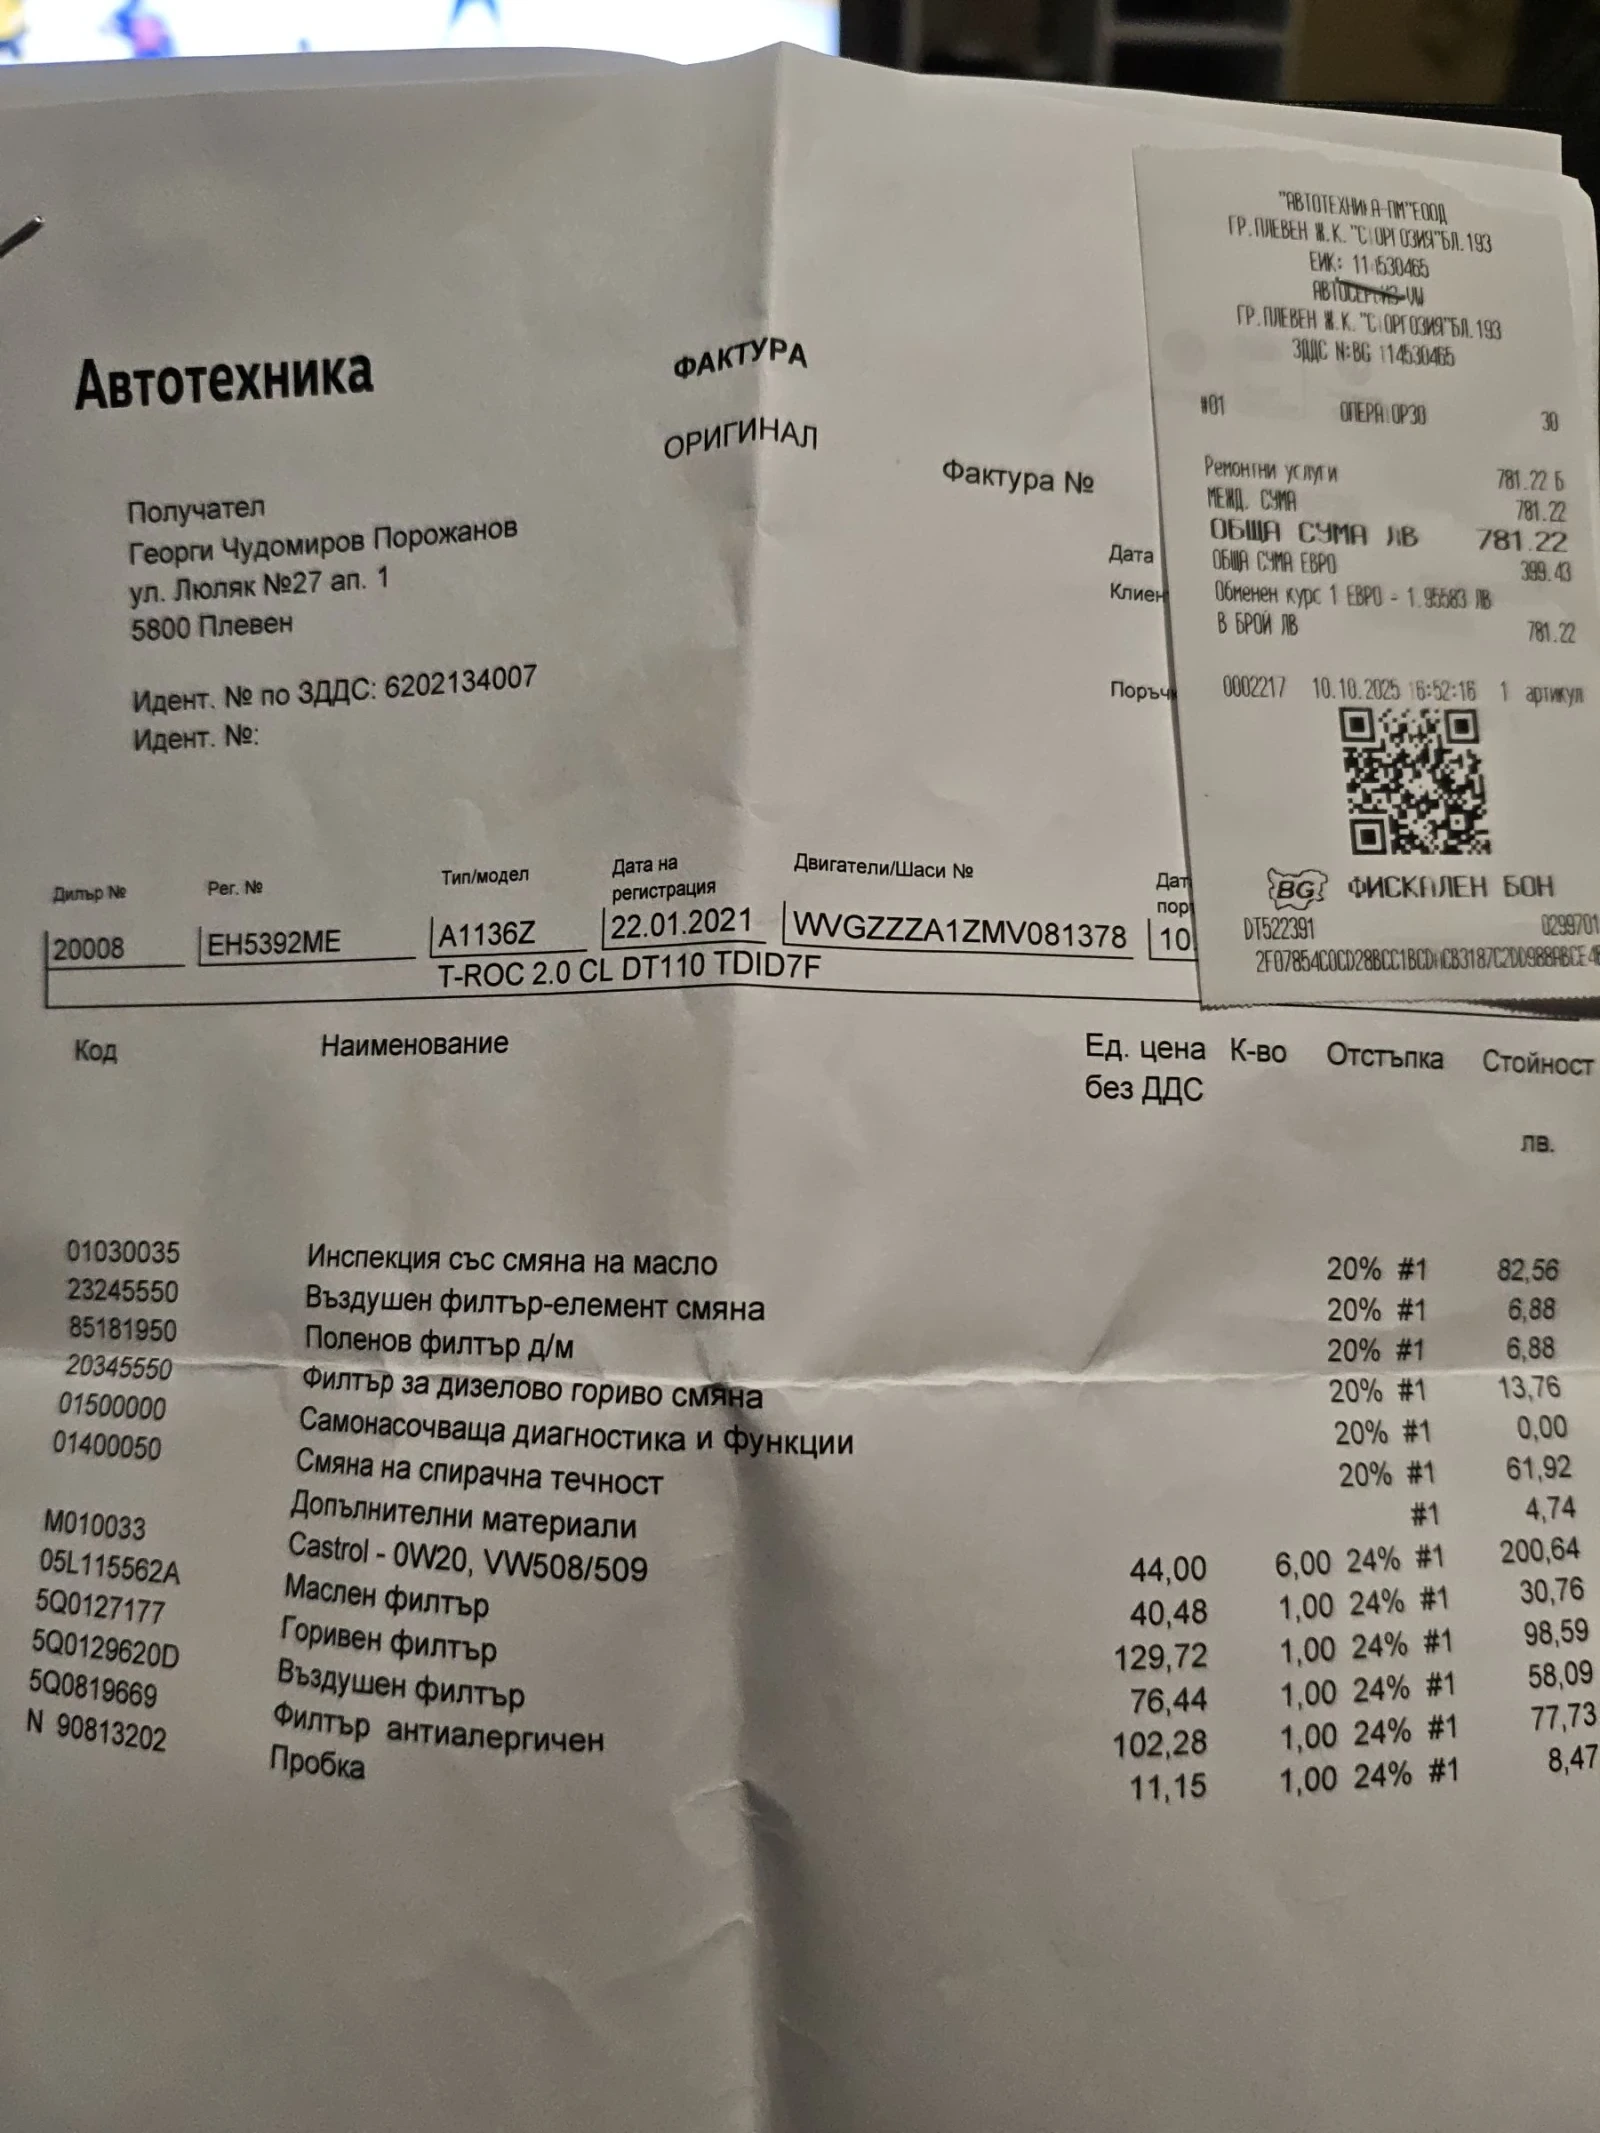 Автотехника
ФАКТУРА
ОРИГИНАЛ
Фактура №
Получател
Георги Чудомиров Порожанов
ул. Люляк №27 ап. 1
5800 Плевен
Идент. № по ЗДДС: 6202134007
Идент. №:
Дата
Клиен
Поръч
"АВТОТЕХНИКА-ПМ"ЕООД
ГР.ПЛЕВЕН Ж.К."СТОРГОЗИЯ"БЛ.193
ЕИК: 114530465
АВТОСЕРВИЗ-VW
ГР.ПЛЕВЕН Ж.К."СТОРГОЗИЯ"БЛ.193
ЗДДС N:BG 114530465
#01 ОПЕРАТОР30 30
Ремонтни услуги 781.22 Б
МЕЖД. СУМА 781.22
ОБЩА СУМА ЛВ 781.22
ОБЩА СУМА ЕВРО 399.43
Обменен курс 1 ЕВРО - 1.95583 ЛВ
В БРОЙ ЛВ 781.22
0002217 10.10.2025 16:52:16 1 артикул
BG ФИСКАЛЕН БОН
DT522391 0299701
Дилър № Рег. № Тип/модел Дата на регистрация Двигатели/Шаси № Дат пор
20008 EH5392ME A1136Z 22.01.2021 WVGZZZA1ZMV081378 10
T-ROC 2.0 CL DT110 TDID7F
Код Наименование Ед. цена без ДДС К-во Отстъпка Стойност
лв.
01030035 Инспекция със смяна на масло 20% #1 82,56
23245550 Въздушен филтър-елемент смяна 20% #1 6,88
85181950 Поленов филтър д/м 20% #1 6,88
20345550 Филтър за дизелово гориво смяна 20% #1 13,76
01500000 Самонасочваща диагностика и функции 20% #1 0,00
01400050 Смяна на спирачна течност 20% #1 61,92
Допълнителни материали #1 4,74
M010033 Castrol - 0W20, VW508/509 44,00 6,00 24% #1 200,64
05L115562A Маслен филтър 40,48 1,00 24% #1 30,76
5Q0127177 Горивен филтър 129,72 1,00 24% #1 98,59
5Q0129620D Въздушен филтър 76,44 1,00 24% #1 58,09
5Q0819669 Филтър антиалергичен 102,28 1,00 24% #1 77,73
N 90813202 Пробка 11,15 1,00 24% #1 8,47